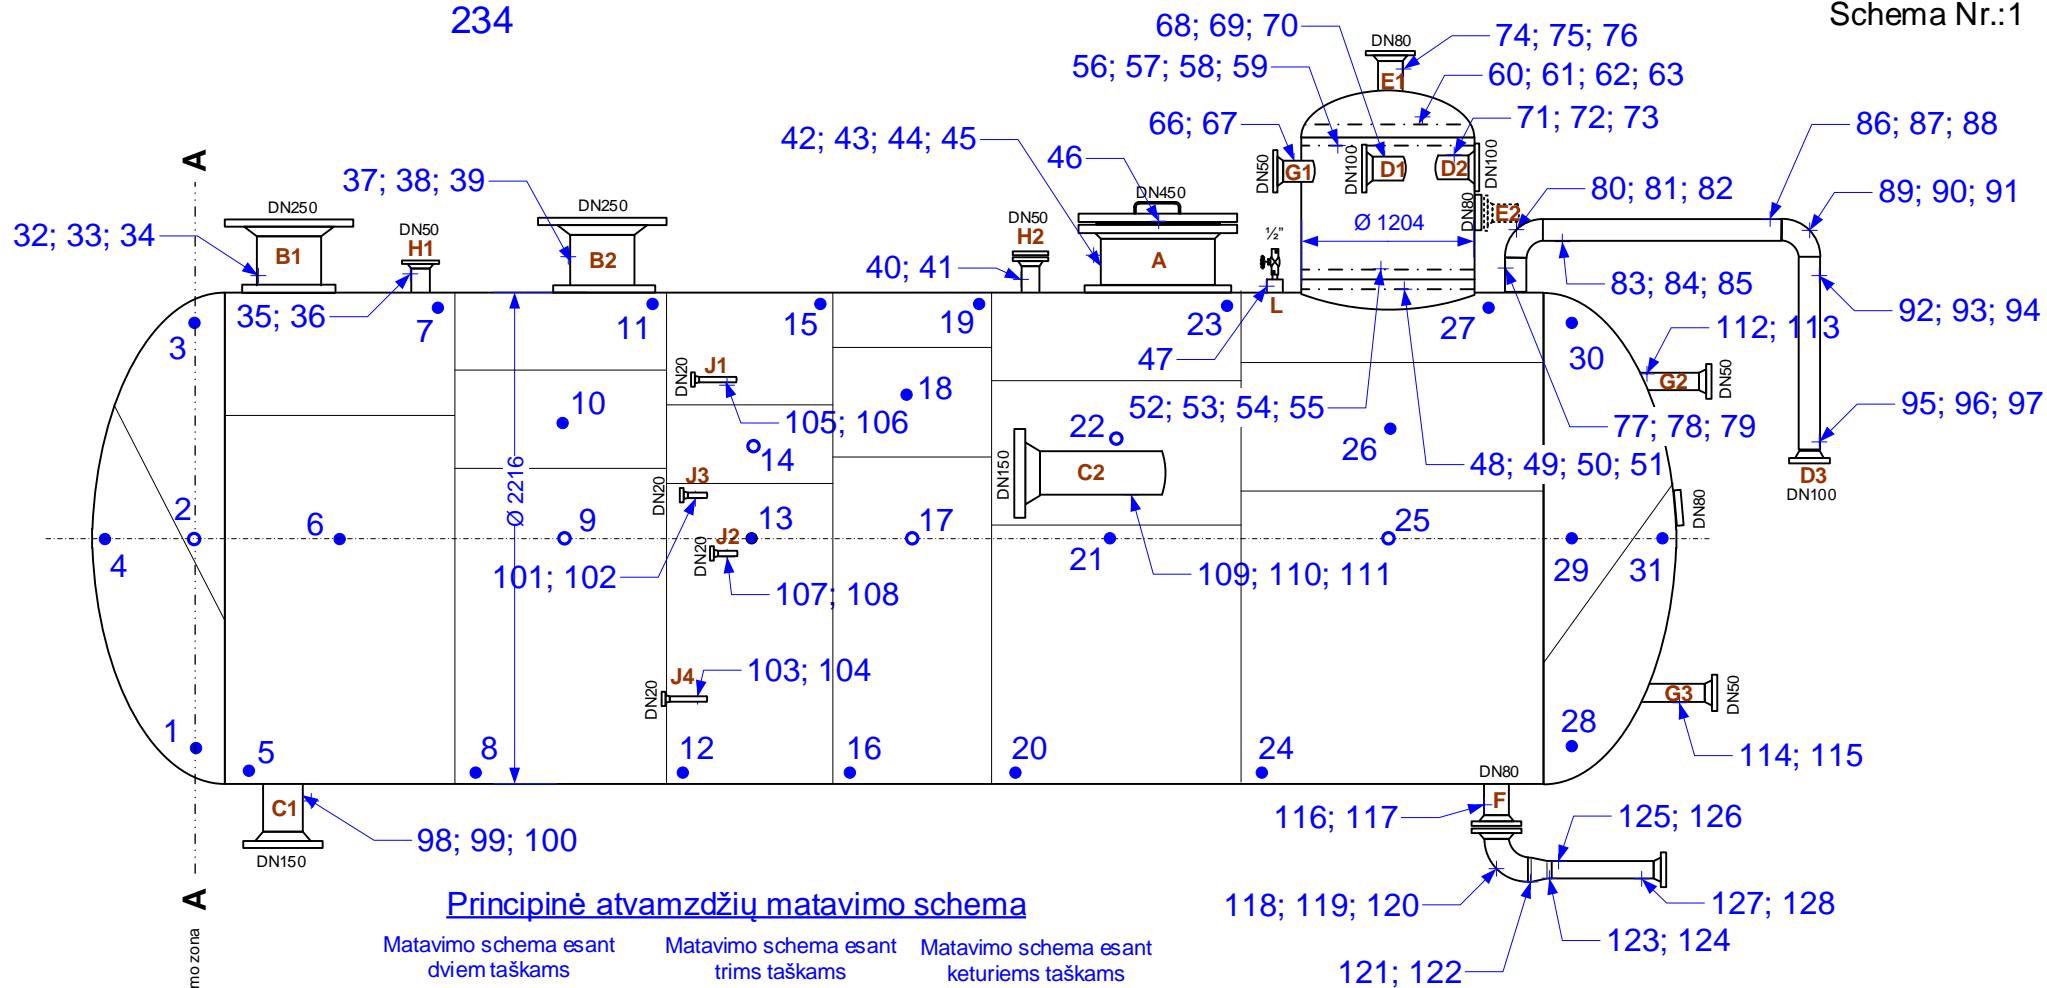 234
Schema Nr.:1
68; 69; 70
DN80
74; 75; 76
56; 57; 58; 59
E1
60; 61; 62; 63
66; 67
71; 72; 73
86; 87; 88
42; 43; 44; 45
46
DN50
G1
DN100
D1
D2
DN100
A
37; 38; 39
DN450
80; 81; 82
89; 90; 91
DN250
DN250
DN80
E2
32; 33; 34
DN50
H1
DN50
H2
½"
Ø 1204
B1
B2
A
40; 41
83; 84; 85
L
35; 36
92; 93; 94
3
7
11
15
19
23
27
30
112; 113
47
DN20
J1
G2
DN50
10
18
52; 53; 54; 55
95; 96; 97
105; 106
22
77; 78; 79
14
26
Ø 2216
DN150
C2
48; 49; 50; 51
D3
DN100
J3
DN20
DN80
2
6
9
13
17
21
25
4
J2
DN20
29
31
101; 102
109; 110; 111
107; 108
103; 104
J4
DN20
G3
DN50
1
5
8
12
16
20
24
28
114; 115
DN80
C1
F
116; 117
125; 126
98; 99; 100
DN150
A
Principinė atvamzdžių matavimo schema
118; 119; 120
127; 128
mo zona
Matavimo schema esant
dviem taškams
Matavimo schema esant
trims taškams
Matavimo schema esant
keturiems taškams
123; 124
121; 122